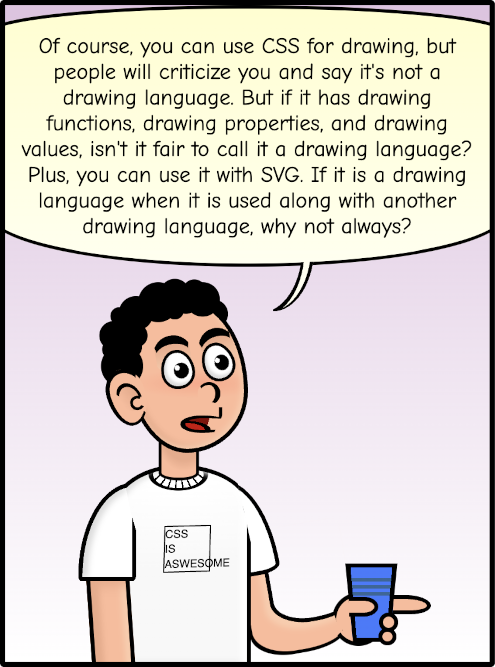 Of course, you can use CSS for drawing, but
people will criticize you and say it's not a
drawing language. But if it has drawing
functions, drawing properties, and drawing
values, isn't it fair to call it a drawing language?
Plus, you can use it with SVG. If it is a drawing
language when it is used along with another
drawing language, why not always?
CSS
IS
ASWESOME